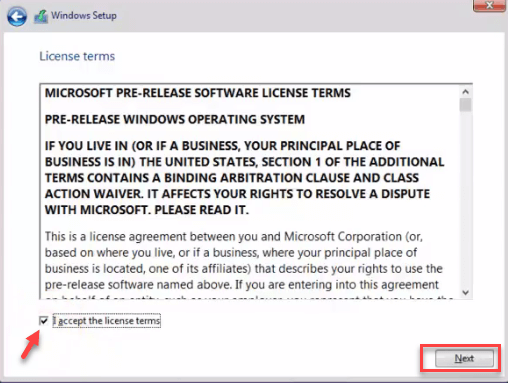 Windows Setup
License terms
MICROSOFT PRE-RELEASE SOFTWARE LICENSE TERMS
PRE-RELEASE WINDOWS OPERATING SYSTEM
IF YOU LIVE IN (OR IF A BUSINESS, YOUR PRINCIPAL PLACE OF
BUSINESS IS IN) THE UNITED STATES, SECTION 1 OF THE ADDITIONAL
TERMS CONTAINS A BINDING ARBITRATION CLAUSE AND CLASS
ACTION WAIVER. IT AFFECTS YOUR RIGHTS TO RESOLVE A DISPUTE
WITH MICROSOFT. PLEASE READ IT.
This is a license agreement between you and Microsoft Corporation (or,
based on where you live, or if a business, where your principal place of
business is located, one of its affiliates) that describes your rights to use the
pre-release software named above. If you are entering into this agreement
on behalf of an entity, such as your employer, you represent that you have the
I accept the license terms
Next